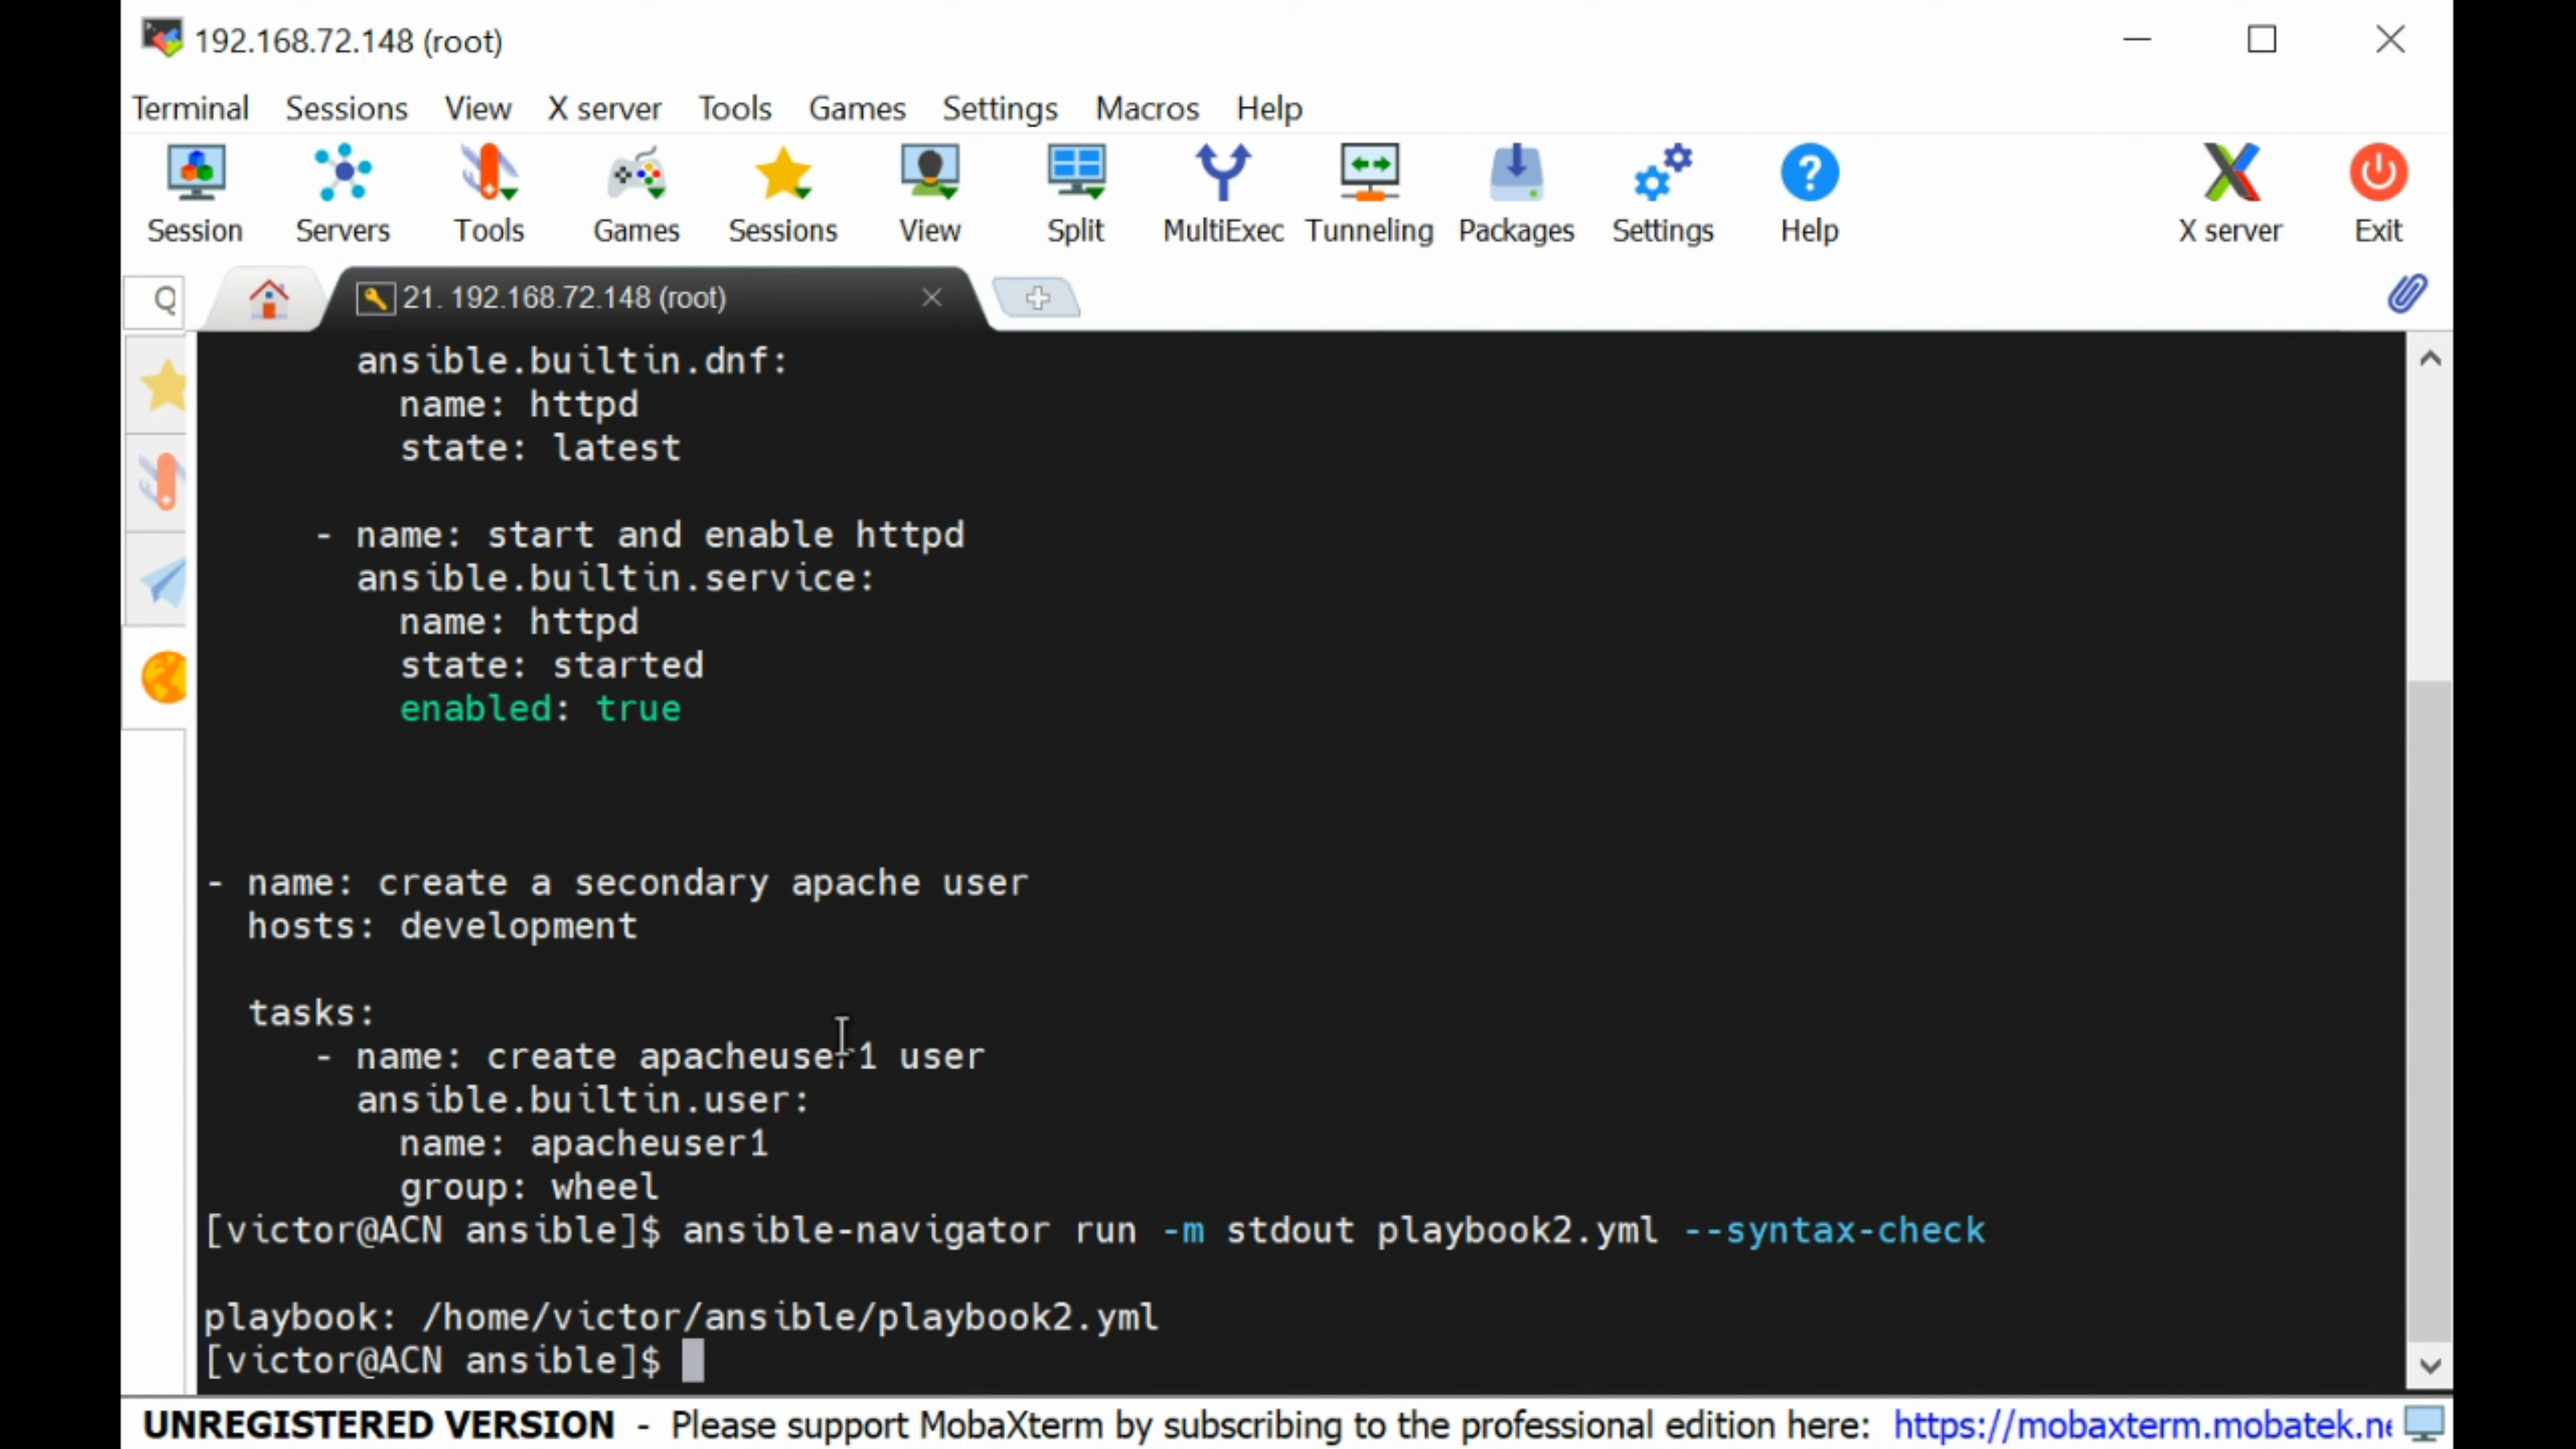 192.168.72.148 (root)
Terminal Sessions View X server Tools Games Settings Macros Help
Session Servers Tools Games Sessions View Split MultiExec Tunneling Packages Settings Help X server Exit
21. 192.168.72.148 (root)
ansible.builtin.dnf:
name: httpd
state: latest
- name: start and enable httpd
ansible.builtin.service:
name: httpd
state: started
enabled: true
- name: create a secondary apache user
hosts: development
tasks:
- name: create apacheuser1 user
ansible.builtin.user:
name: apacheuser1
group: wheel
[victor@ACN ansible]$ ansible-navigator run -m stdout playbook2.yml --syntax-check
playbook: /home/victor/ansible/playbook2.yml
[victor@ACN ansible]$
UNREGISTERED VERSION - Please support MobaXterm by subscribing to the professional edition here: https://mobaxterm.mobatek.ne